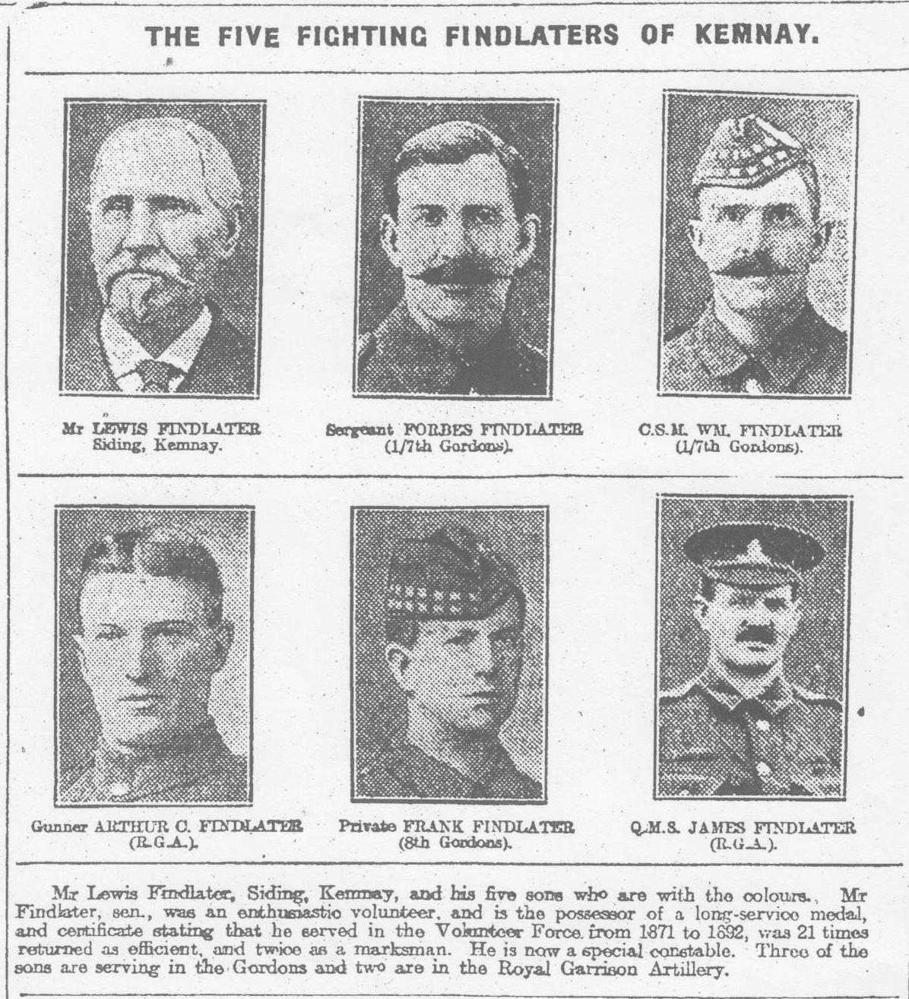 THE FIVE FIGHTING FINDLATERS OF KEMNAY.
Mr LEWIS FINDLATER
Siding, Kemnay.
Sergeant FORBES FINDLATER
(1/7th Gordons).
C.S.M. WM. FINDLATER
(1/7th Gordons).
Gunner ARTHUR C. FINDLATER
(R.G.A.).
Private FRANK FINDLATER
(8th Gordons).
Q.M.S. JAMES FINDLATER
(R.G.A.).
Mr Lewis Findlater, Siding, Kemnay, and his five sons who are with the colours. Mr
Findlater, sen., was an enthusiastic volunteer, and is the possessor of a long-service medal,
and certificate stating that he served in the Volunteer Force from 1871 to 1892, was 21 times
returned as efficient, and twice as a marksman. He is now a special constable. Three of the
sons are serving in the Gordons and two are in the Royal Garrison Artillery.